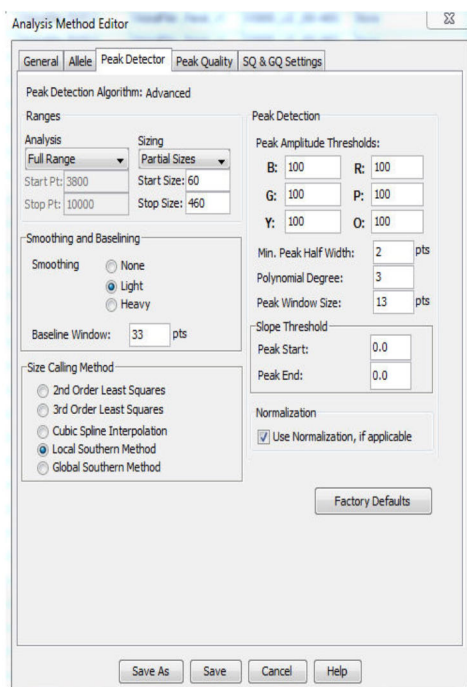 Analysis Method Editor
General Allele Peak Detector Peak Quality SQ & GQ Settings
Peak Detection Algorithm: Advanced
Ranges
Analysis
Full Range
Start Pt: 3800
Stop Pt: 10000
Sizing
Partial Sizes
Start Size: 60
Stop Size: 460
Smoothing and Baselining
Smoothing
None
Light
Heavy
Baseline Window: 33 pts
Size Calling Method
2nd Order Least Squares
3rd Order Least Squares
Cubic Spline Interpolation
Local Southern Method
Global Southern Method
Peak Detection
Peak Amplitude Thresholds:
B: 100 R: 100
G: 100 P: 100
Y: 100 O: 100
Min. Peak Half Width: 2 pts
Polynomial Degree: 3
Peak Window Size: 13 pts
Slope Threshold
Peak Start: 0.0
Peak End: 0.0
Normalization
Use Normalization, if applicable
Factory Defaults
Save As Save Cancel Help